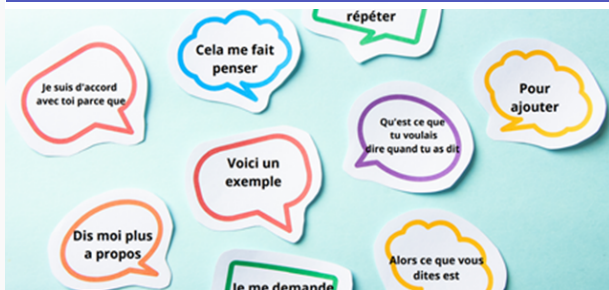 répéter
Cela me fait
penser
Je suis d'accord
avec toi parce que
Pour
ajouter
Qu'est ce que
tu voulais
dire quand tu as dit
Voici un
exemple
Dis moi plus
a propos
Alors ce que vous
dites est
Je me demande